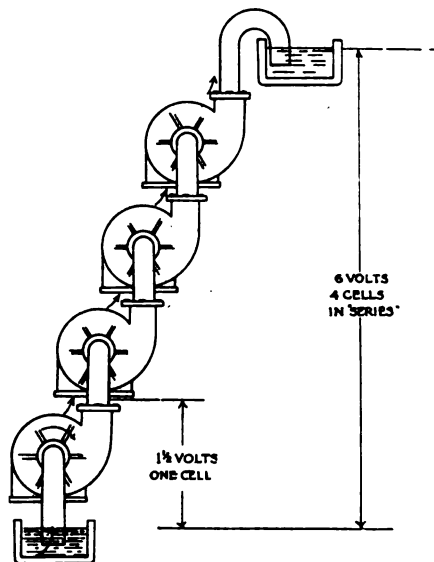 6 VOLTS
4 CELLS
IN "SERIES"
1½ VOLTS
ONE CELL